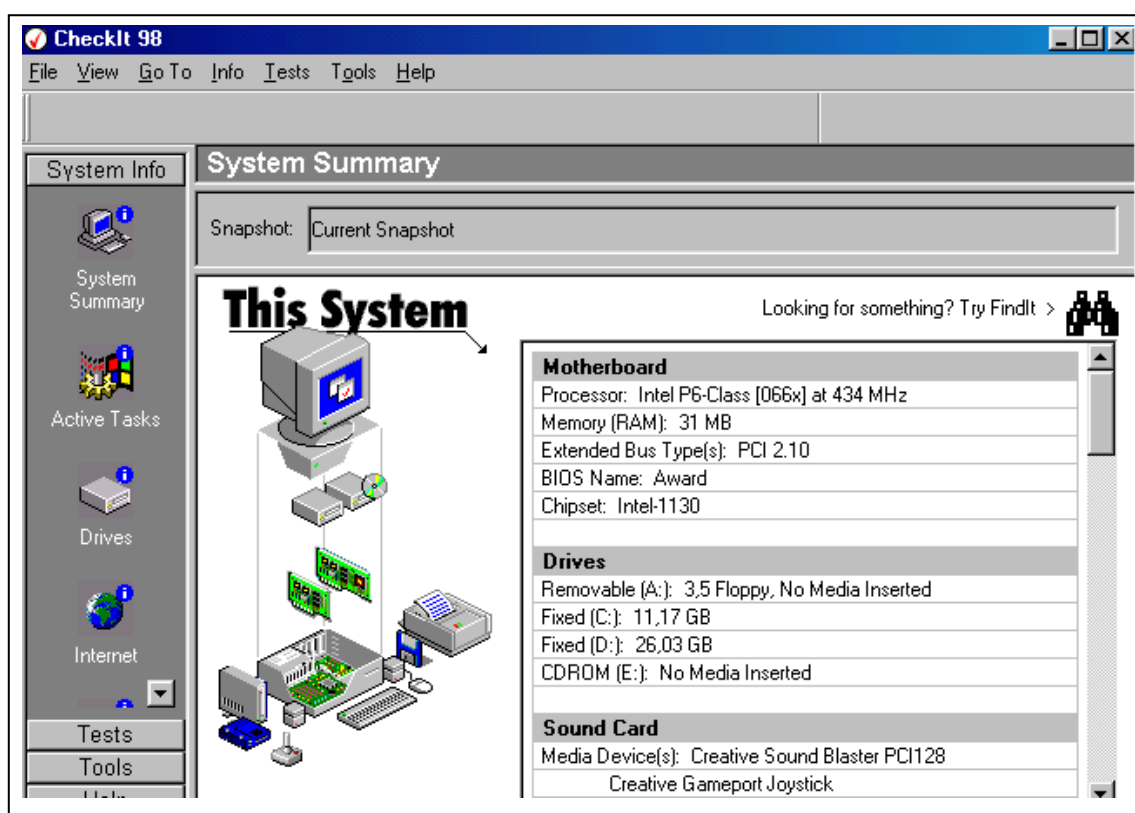 CheckIt 98
File View Go To Info Tests Tools Help
System Info
System Summary
Snapshot: Current Snapshot
System
Summary
Active Tasks
Drives
Internet
Tests
Tools
Help
This System
Looking for something? Try FindIt >
Motherboard
Processor: Intel P6-Class [066x] at 434 MHz
Memory (RAM): 31 MB
Extended Bus Type(s): PCI 2.10
BIOS Name: Award
Chipset: Intel-1130
Drives
Removable (A:): 3,5 Floppy, No Media Inserted
Fixed (C:): 11,17 GB
Fixed (D:): 26,03 GB
CDROM (E:): No Media Inserted
Sound Card
Media Device(s): Creative Sound Blaster PCI128
Creative Gameport Joystick